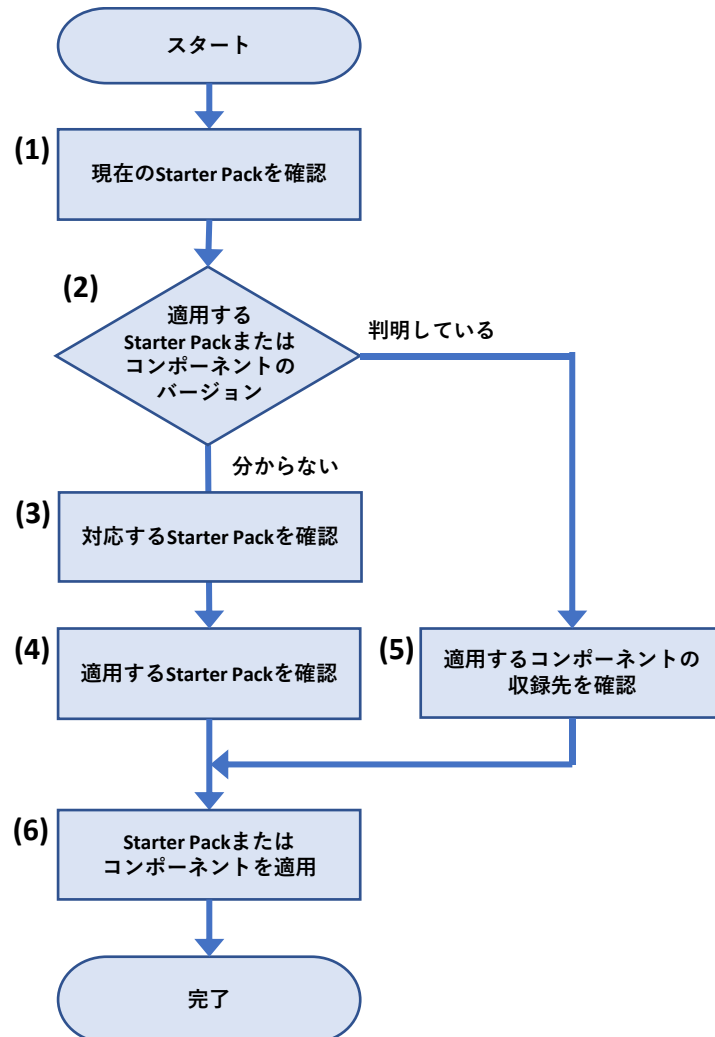 スタート
(1)
現在のStarter Packを確認
(2)
適用する
Starter Packまたは
コンポーネントの
バージョン
判明している
分からない
(3)
対応するStarter Packを確認
(4)
適用するStarter Packを確認
(5)
適用するコンポーネントの
収録先を確認
(6)
Starter Packまたは
コンポーネントを適用
完了